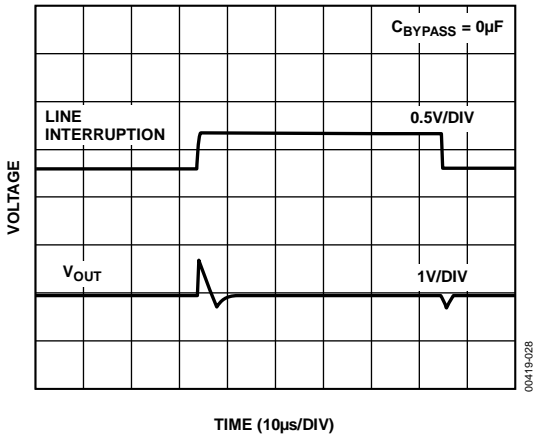 CBYPASS = 0µF
LINE
INTERRUPTION
0.5V/DIV
VOLTAGE
VOUT
1V/DIV
00419-028
TIME (10µs/DIV)